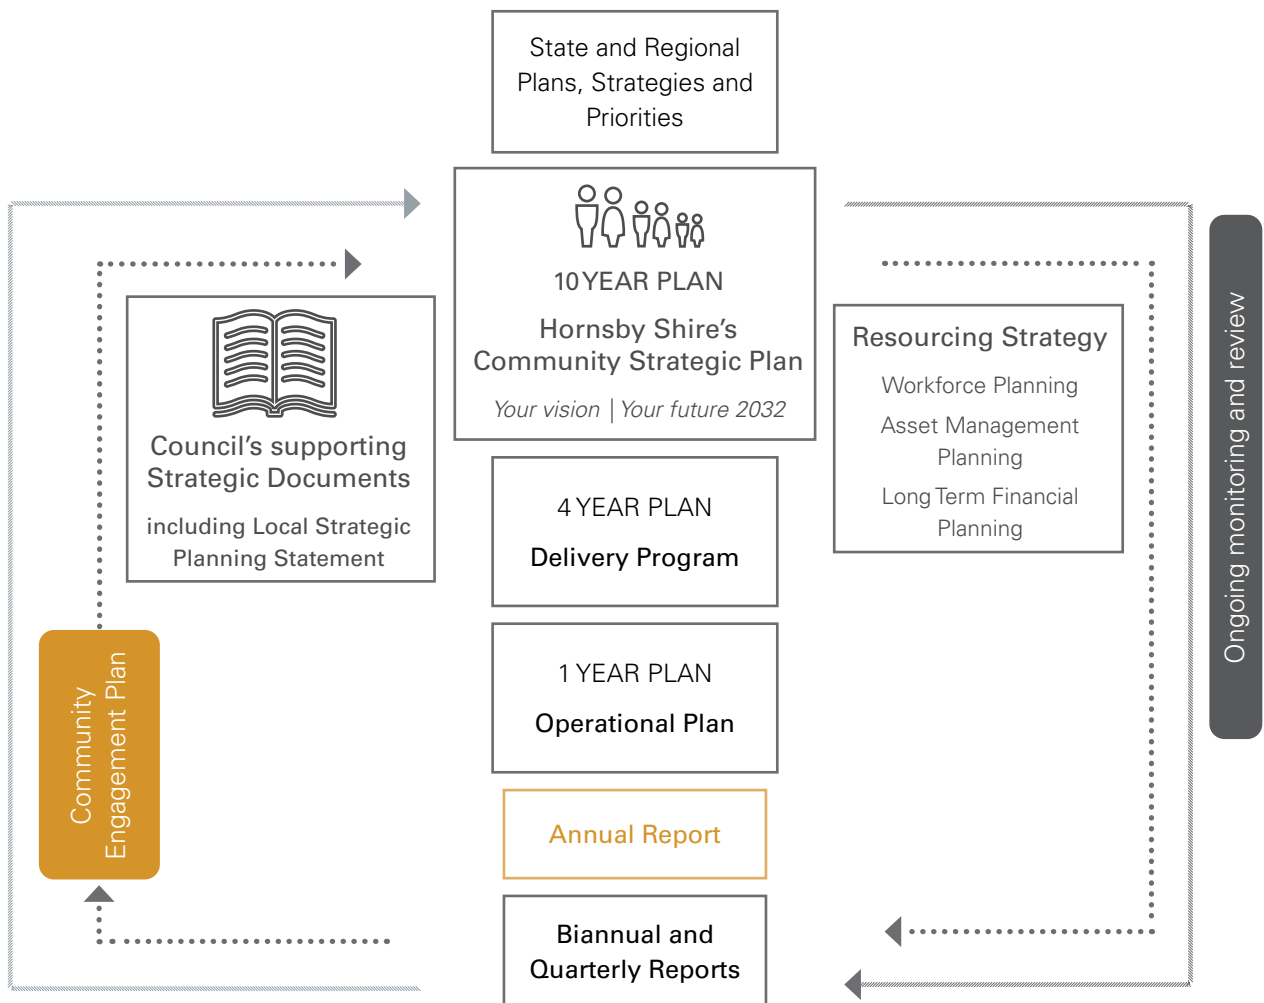 State and Regional
Plans, Strategies and
Priorities
10 YEAR PLAN
Hornsby Shire’s
Community Strategic Plan
Your vision | Your future 2032
Council’s supporting
Strategic Documents
including Local Strategic
Planning Statement
Resourcing Strategy
Workforce Planning
Asset Management
Planning
Long Term Financial
Planning
4 YEAR PLAN
Delivery Program
1 YEAR PLAN
Operational Plan
Annual Report
Biannual and
Quarterly Reports
Community
Engagement Plan
Ongoing monitoring and review